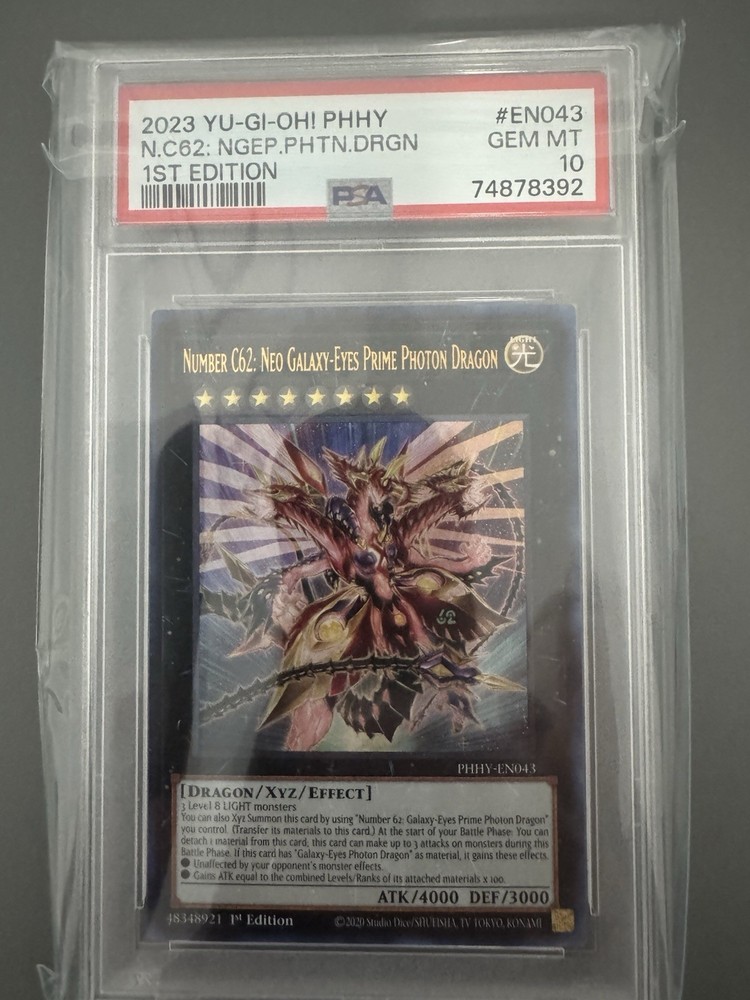 2023 YU-GI-OH! PHHY #EN043
N.C62: NGEP.PHTN.DRGN GEM MT
1ST EDITION 10
PSA 74878392
NUMBER C62: NEO GALAXY-EYES PRIME PHOTON DRAGON
LIGHT
光
62
PHHY-EN043
[DRAGON/XYZ/EFFECT]
3 Level 8 LIGHT monsters
You can also Xyz Summon this card by using "Number 62: Galaxy-Eyes Prime Photon Dragon"
you control. (Transfer its materials to this card.) At the start of your Battle Phase: You can
detach 1 material from this card; this card can make up to 3 attacks on monsters during this
Battle Phase. If this card has "Galaxy-Eyes Photon Dragon" as material, it gains these effects.
● Unaffected by your opponent's monster effects.
● Gains ATK equal to the combined Levels/Ranks of its attached materials x 100.
ATK/4000 DEF/3000
48348921 1st Edition ©2020 Studio Dice/SHUEISHA, TV TOKYO, KONAMI